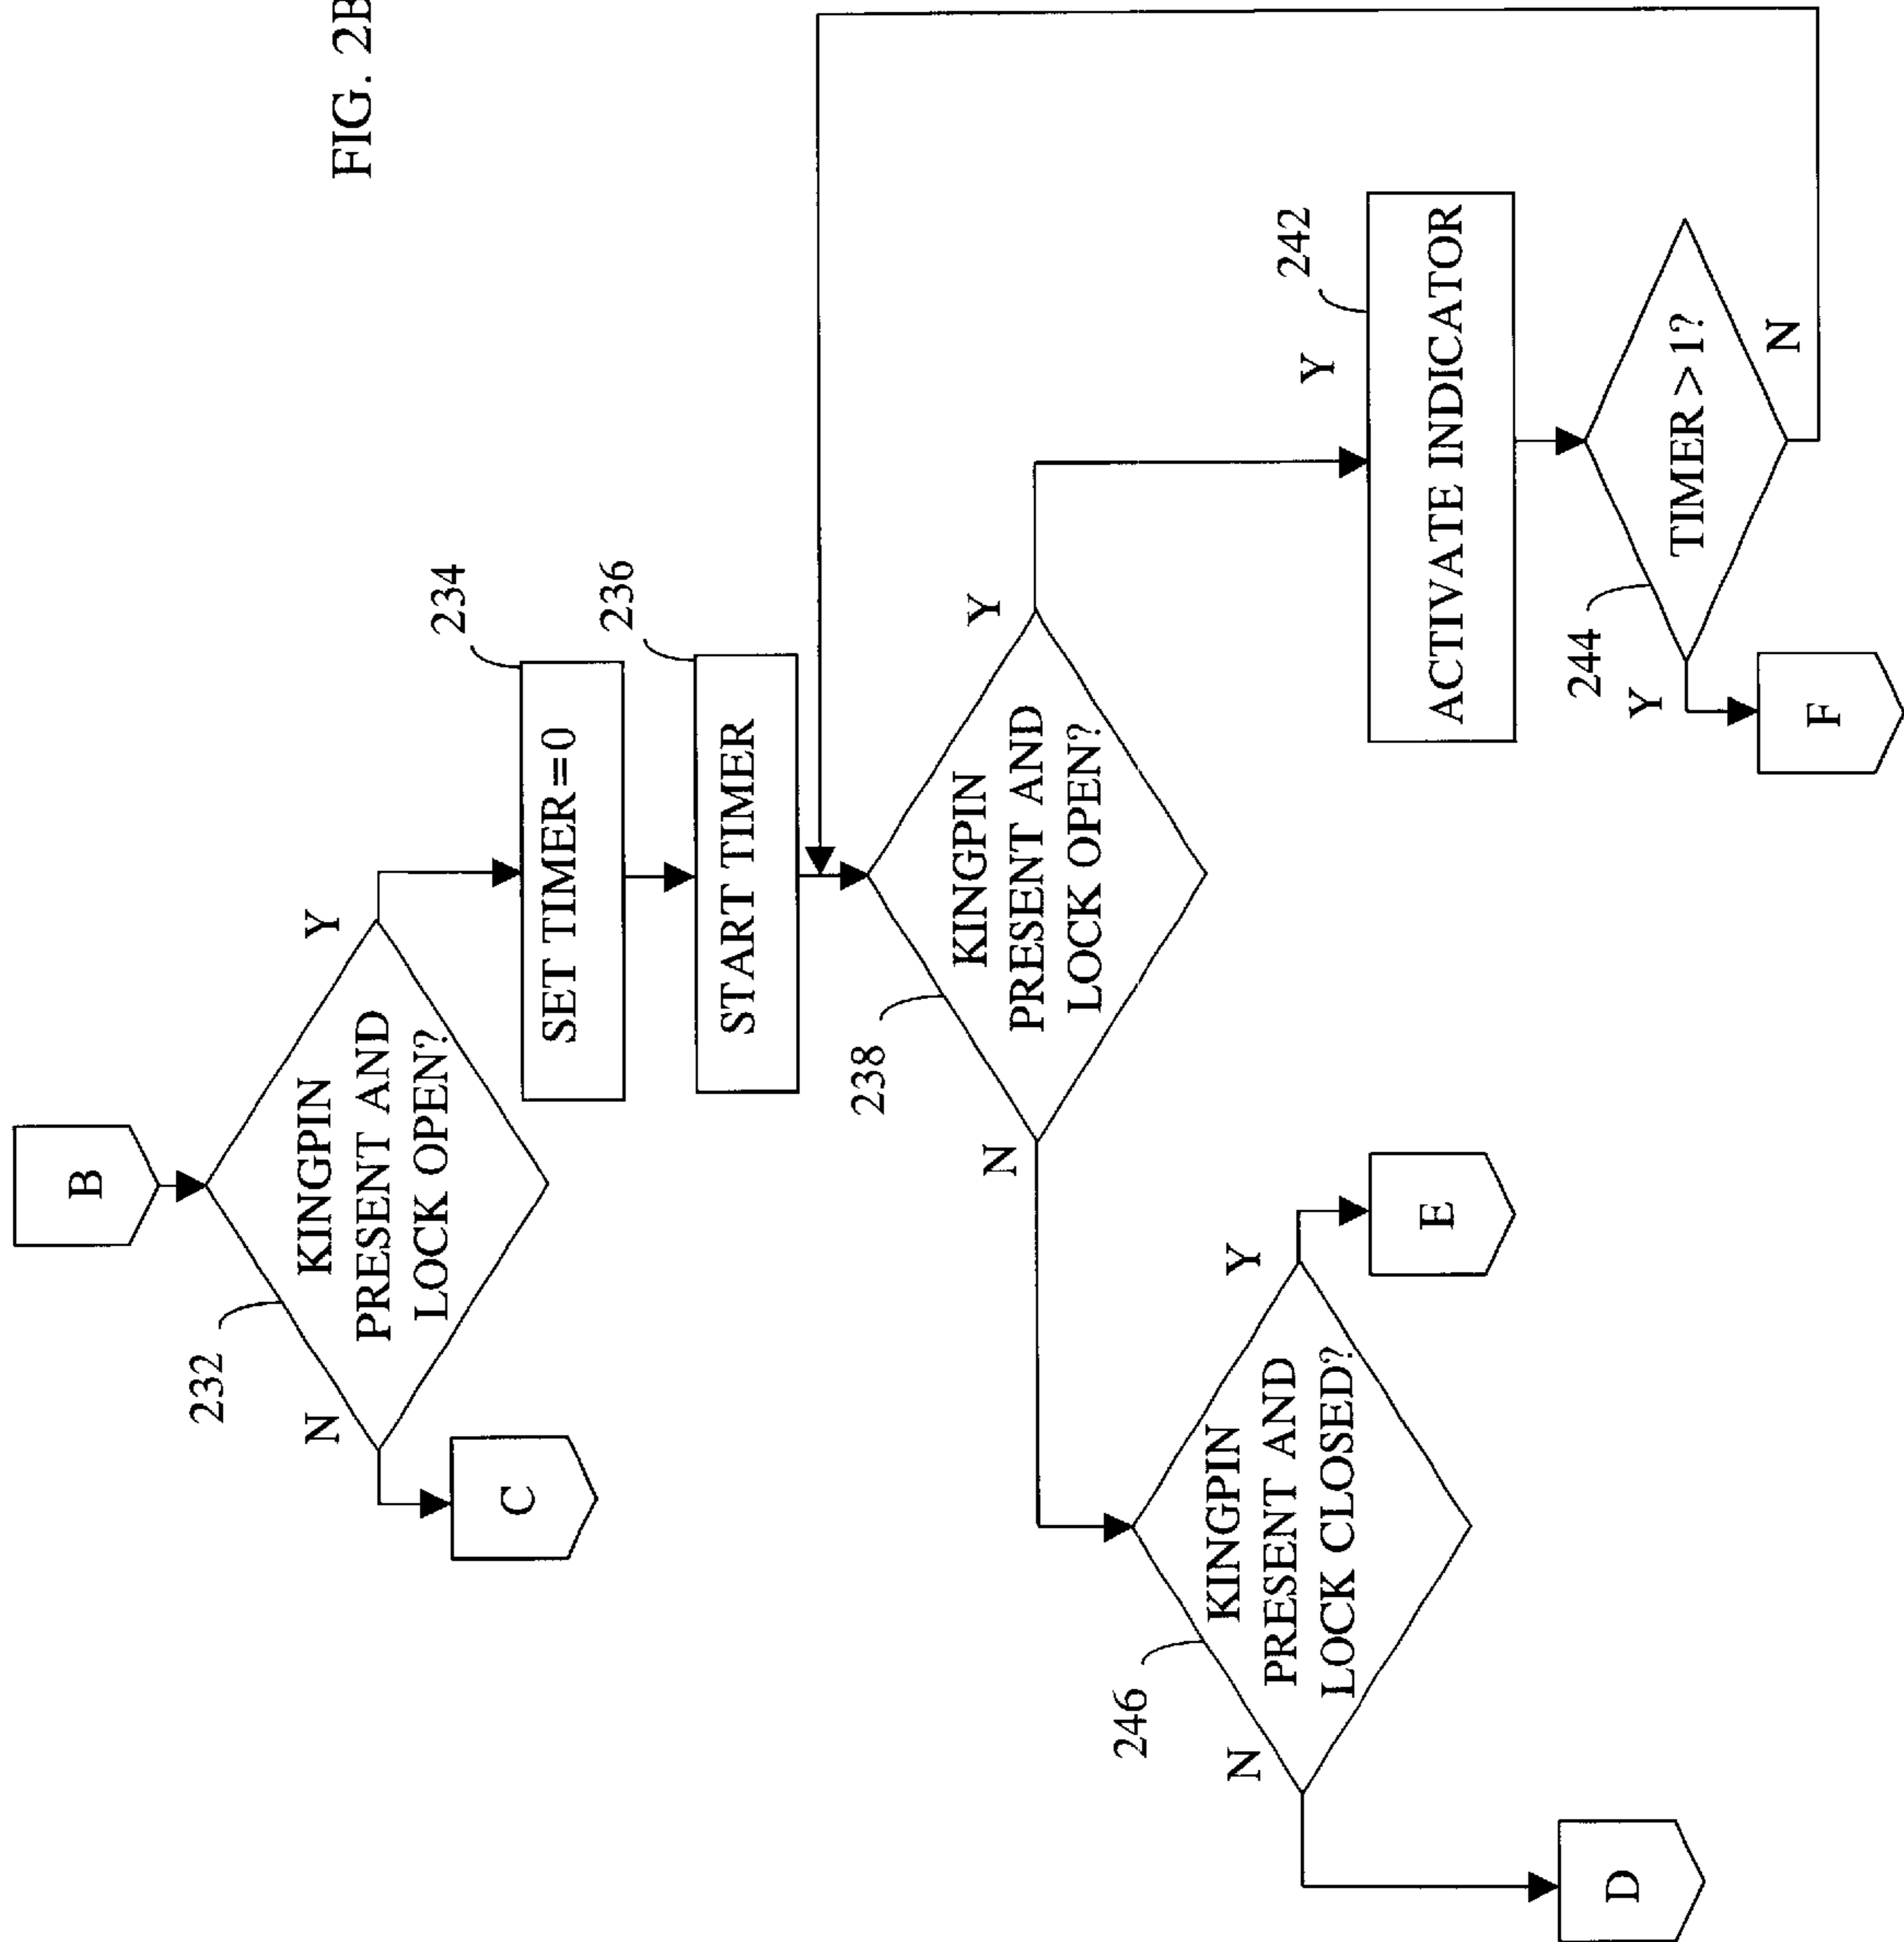 FIG. 2B
B
232
KINGPIN
PRESENT AND
LOCK OPEN?
N
Y
C
234
SET TIMER=0
236
START TIMER
238
KINGPIN
PRESENT AND
LOCK OPEN?
N
Y
246
KINGPIN
PRESENT AND
LOCK CLOSED?
N
Y
D
E
Y
242
ACTIVATE INDICATOR
244
TIMER>1?
Y
N
F